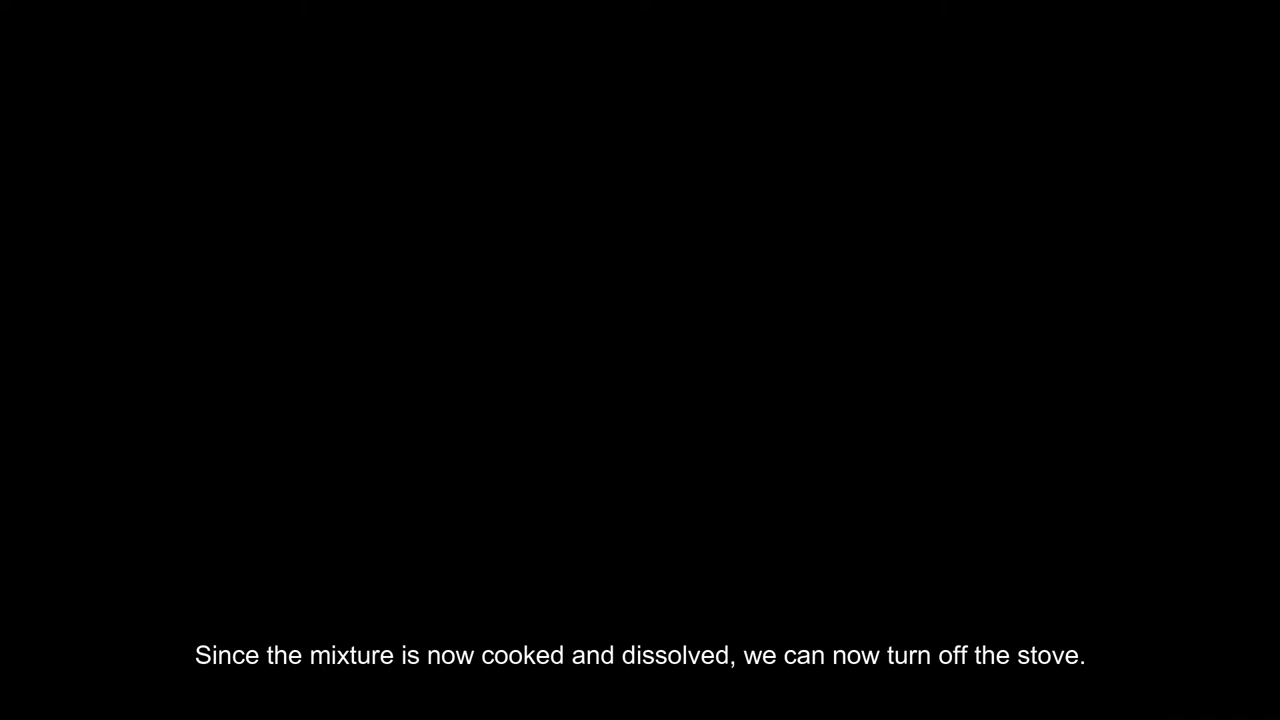 Since the mixture is now cooked and dissolved, we can now turn off the stove.